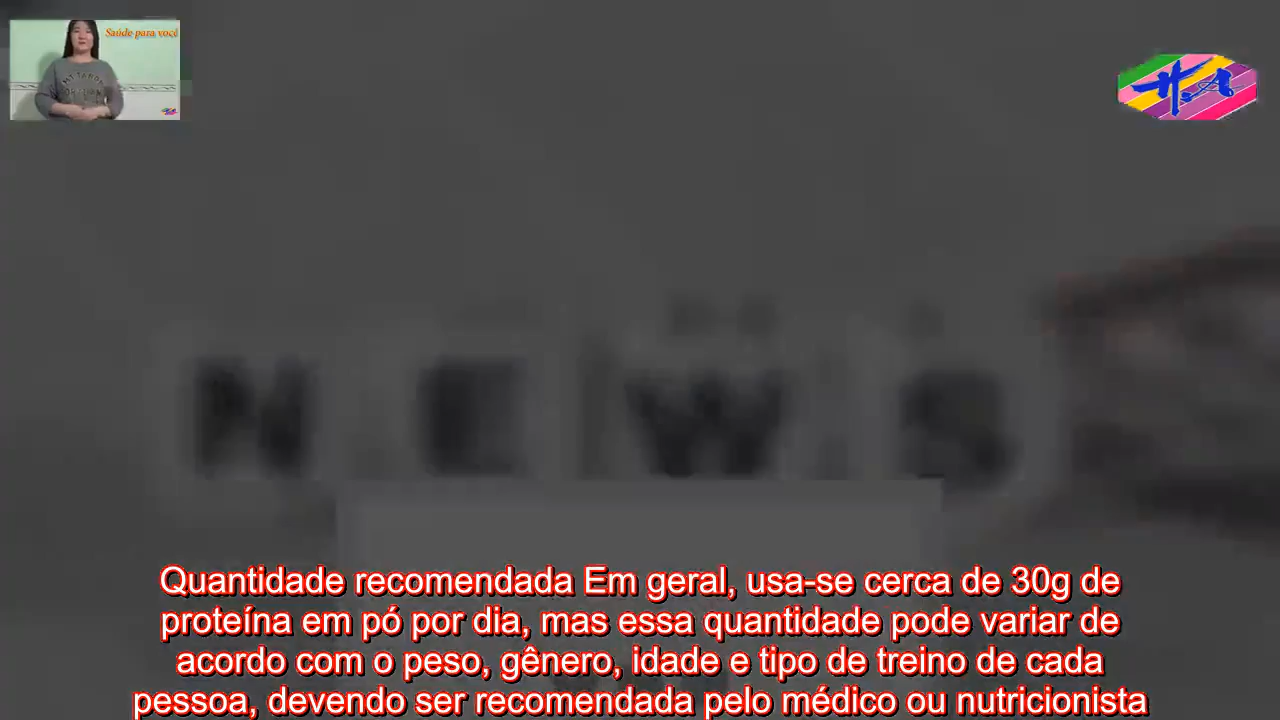 Saúde para você
NEWS
Quantidade recomendada Em geral, usa-se cerca de 30g de
proteína em pó por dia, mas essa quantidade pode variar de
acordo com o peso, gênero, idade e tipo de treino de cada
pessoa, devendo ser recomendada pelo médico ou nutricionista